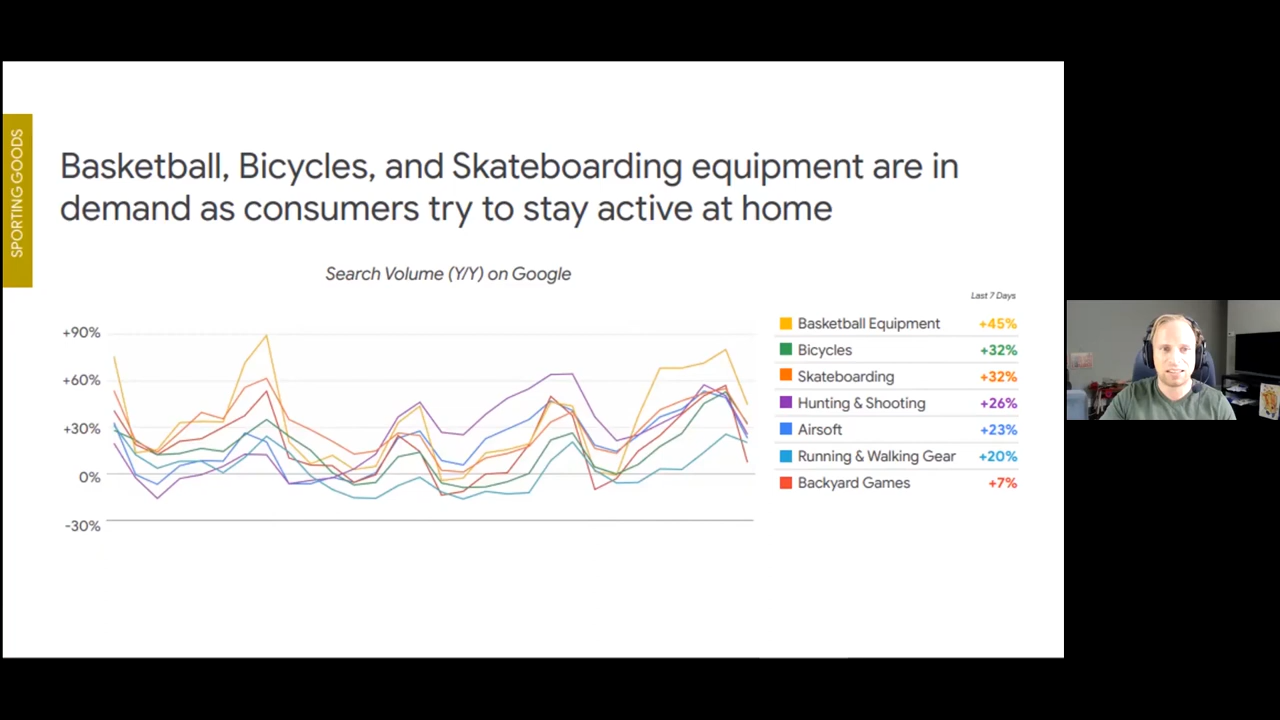 SPORTING GOODS
Basketball, Bicycles, and Skateboarding equipment are in
demand as consumers try to stay active at home
Search Volume (Y/Y) on Google
Last 7 Days
+90%
+60%
+30%
0%
-30%
Basketball Equipment +45%
Bicycles +32%
Skateboarding +32%
Hunting & Shooting +26%
Airsoft +23%
Running & Walking Gear +20%
Backyard Games +7%